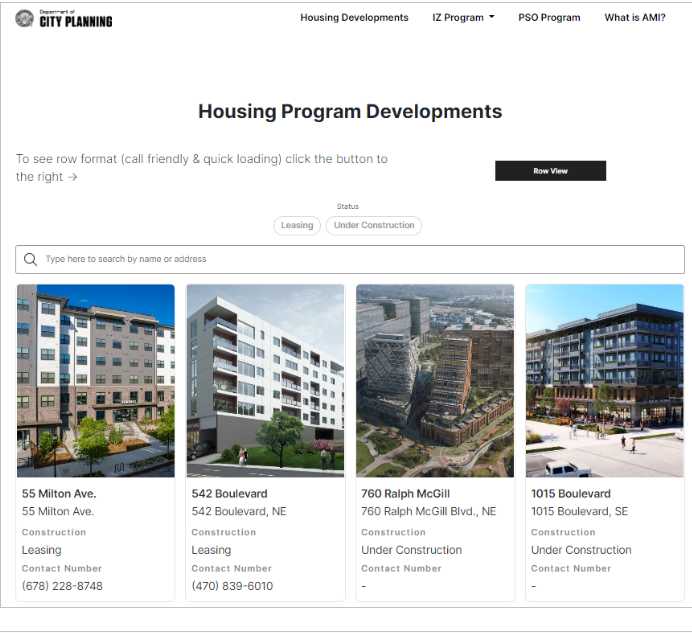 Department of
CITY PLANNING
Housing Developments
IZ Program
PSO Program
What is AMI?
Housing Program Developments
To see row format (call friendly & quick loading) click the button to
the right →
Row View
Status
Leasing
Under Construction
Type here to search by name or address
55 Milton Ave.
55 Milton Ave.
Construction
Leasing
Contact Number
(678) 228-8748
542 Boulevard
542 Boulevard, NE
Construction
Leasing
Contact Number
(470) 839-6010
760 Ralph McGill
760 Ralph McGill Blvd., NE
Construction
Under Construction
Contact Number
-
1015 Boulevard
1015 Boulevard, SE
Construction
Under Construction
Contact Number
-